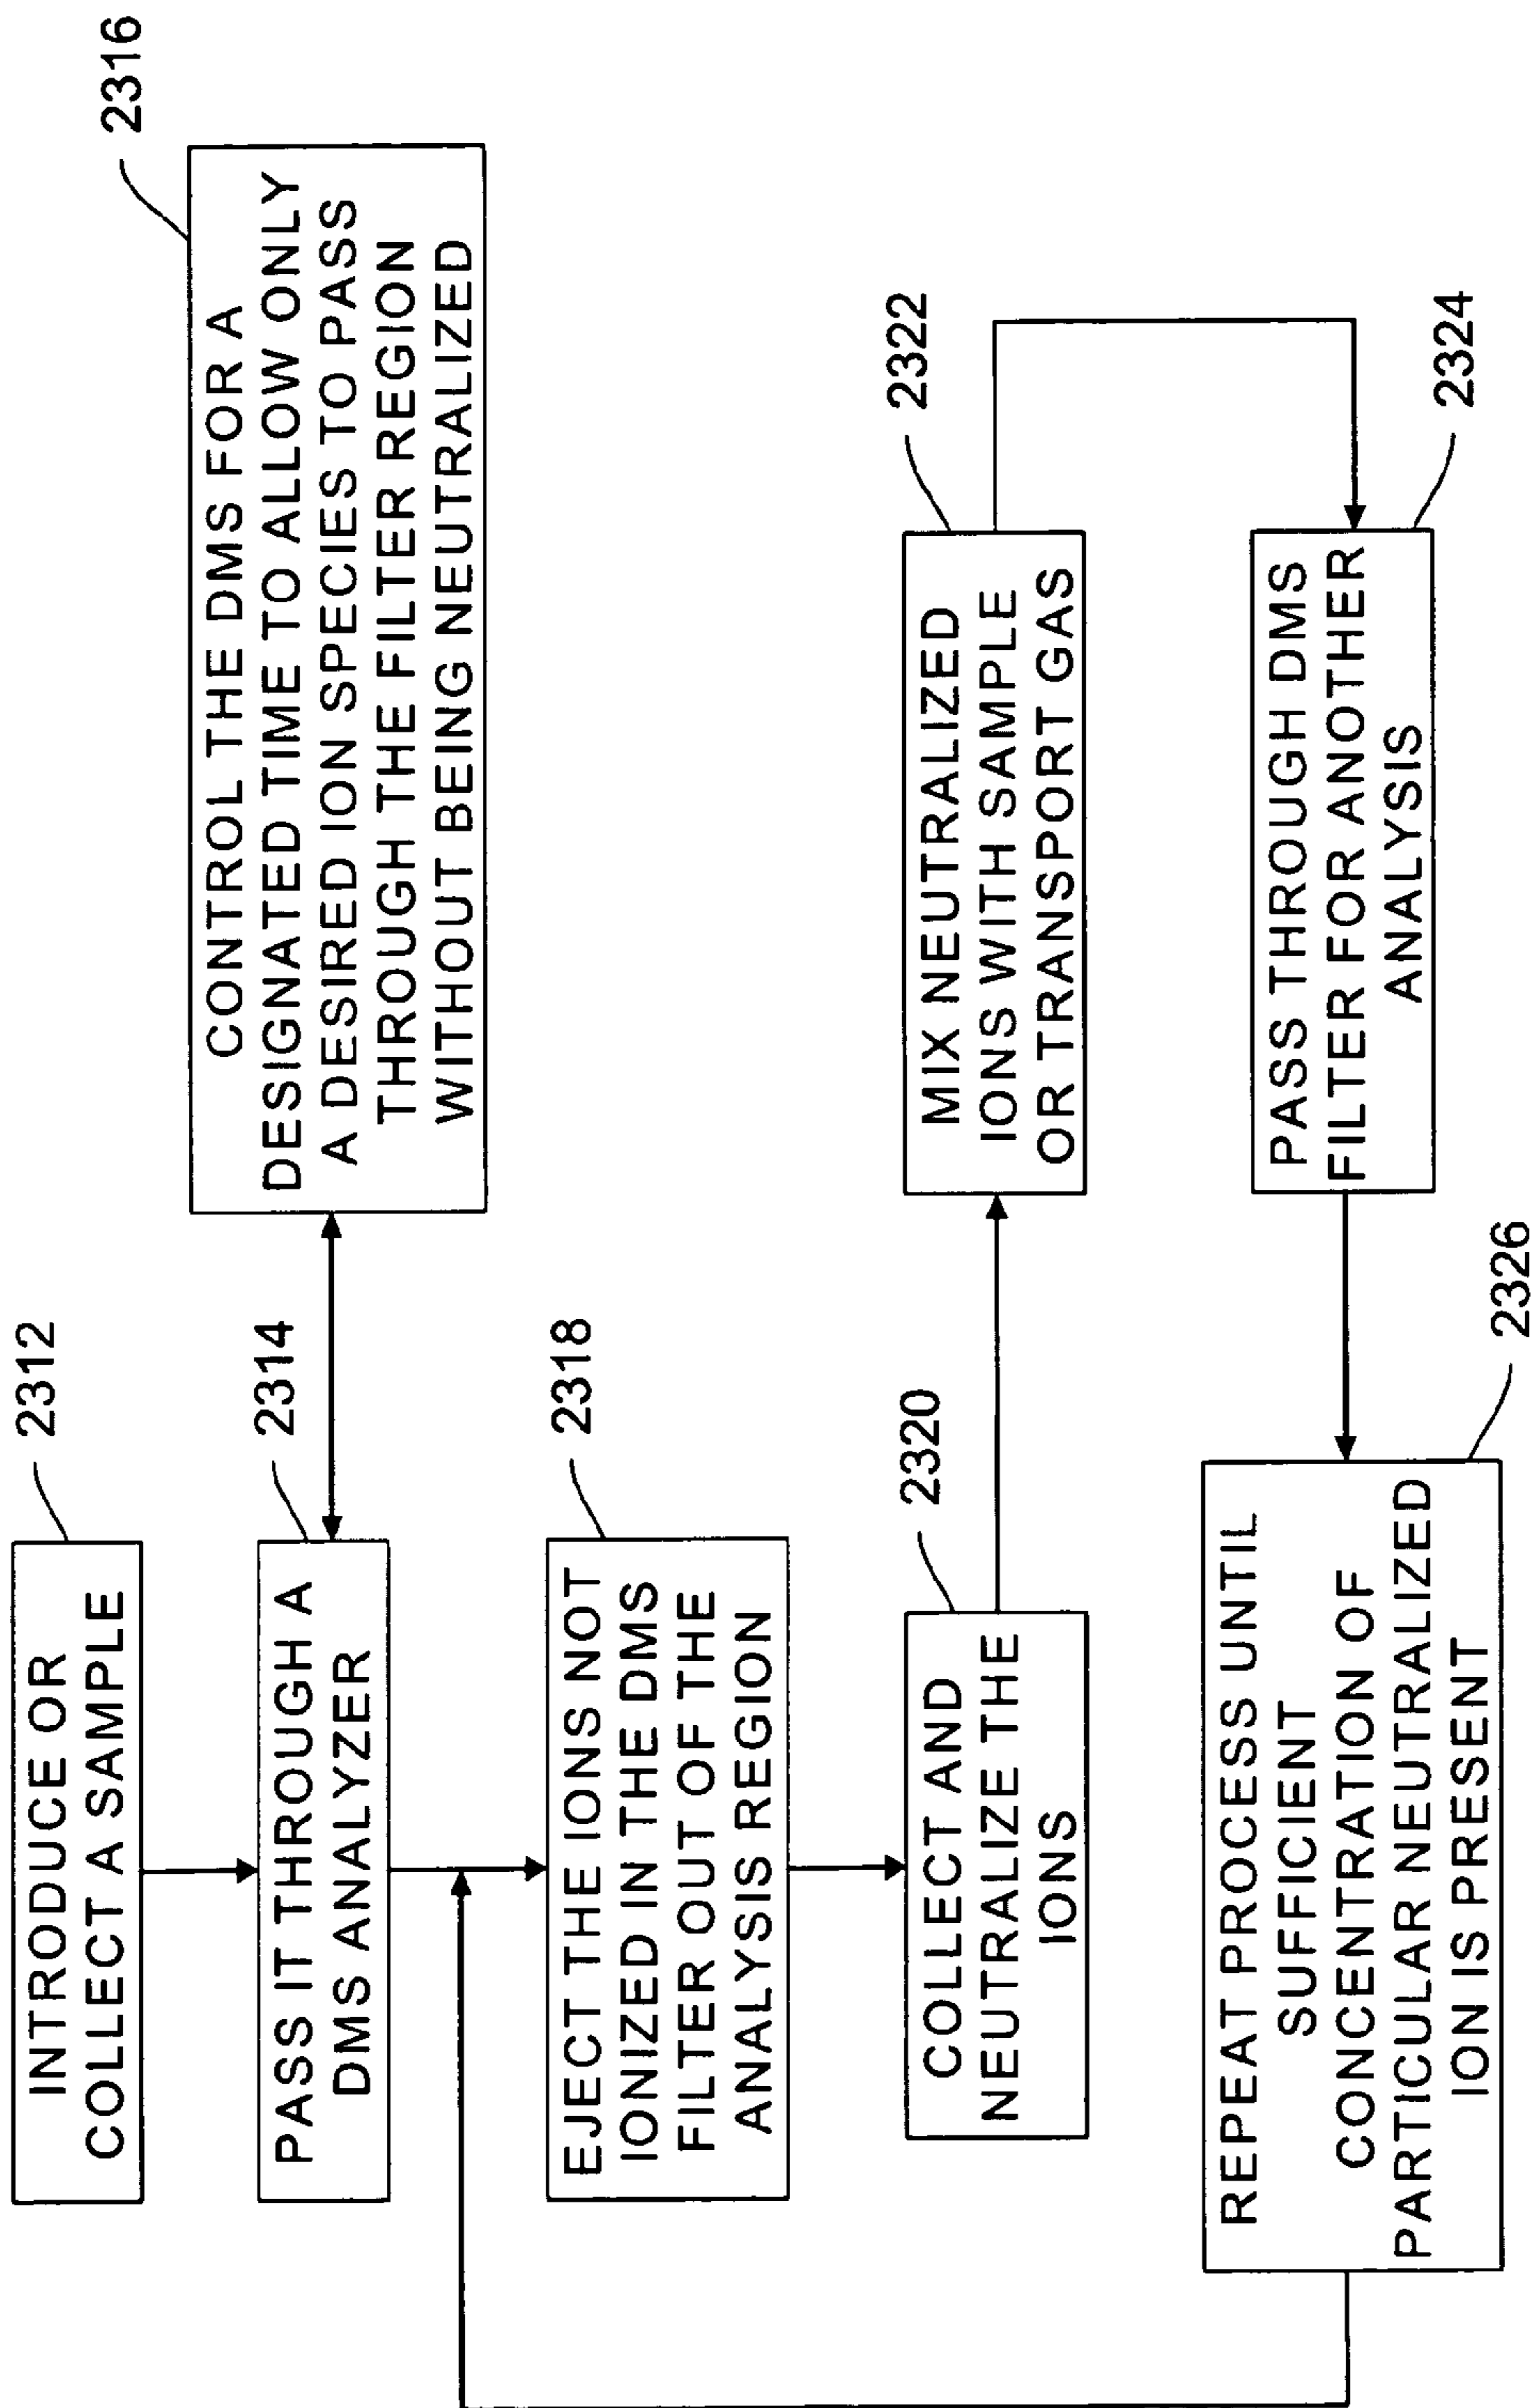 2312
INTRODUCE OR
COLLECT A SAMPLE
2314
PASS IT THROUGH A
DMS ANALYZER
2316
CONTROL THE DMS FOR A
DESIGNATED TIME TO ALLOW ONLY
A DESIRED ION SPECIES TO PASS
THROUGH THE FILTER REGION
WITHOUT BEING NEUTRALIZED
2318
EJECT THE IONS NOT
IONIZED IN THE DMS
FILTER OUT OF THE
ANALYSIS REGION
2320
COLLECT AND
NEUTRALIZE THE
IONS
2322
MIX NEUTRALIZED
IONS WITH SAMPLE
OR TRANSPORT GAS
2324
PASS THROUGH DMS
FILTER FOR ANOTHER
ANALYSIS
2326
REPEAT PROCESS UNTIL
SUFFICIENT
CONCENTRATION OF
PARTICULAR NEUTRALIZED
ION IS PRESENT